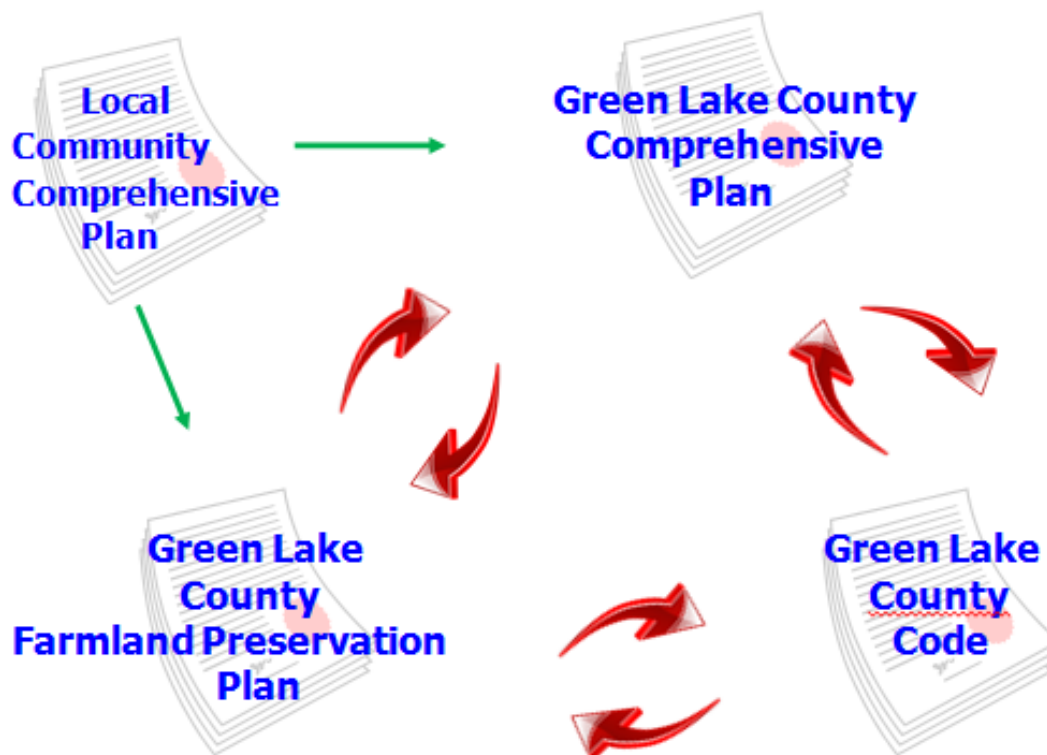 Local
Community
Comprehensive
Plan
Green Lake County
Comprehensive
Plan
Green Lake
County
Farmland Preservation
Plan
Green Lake
County
Code